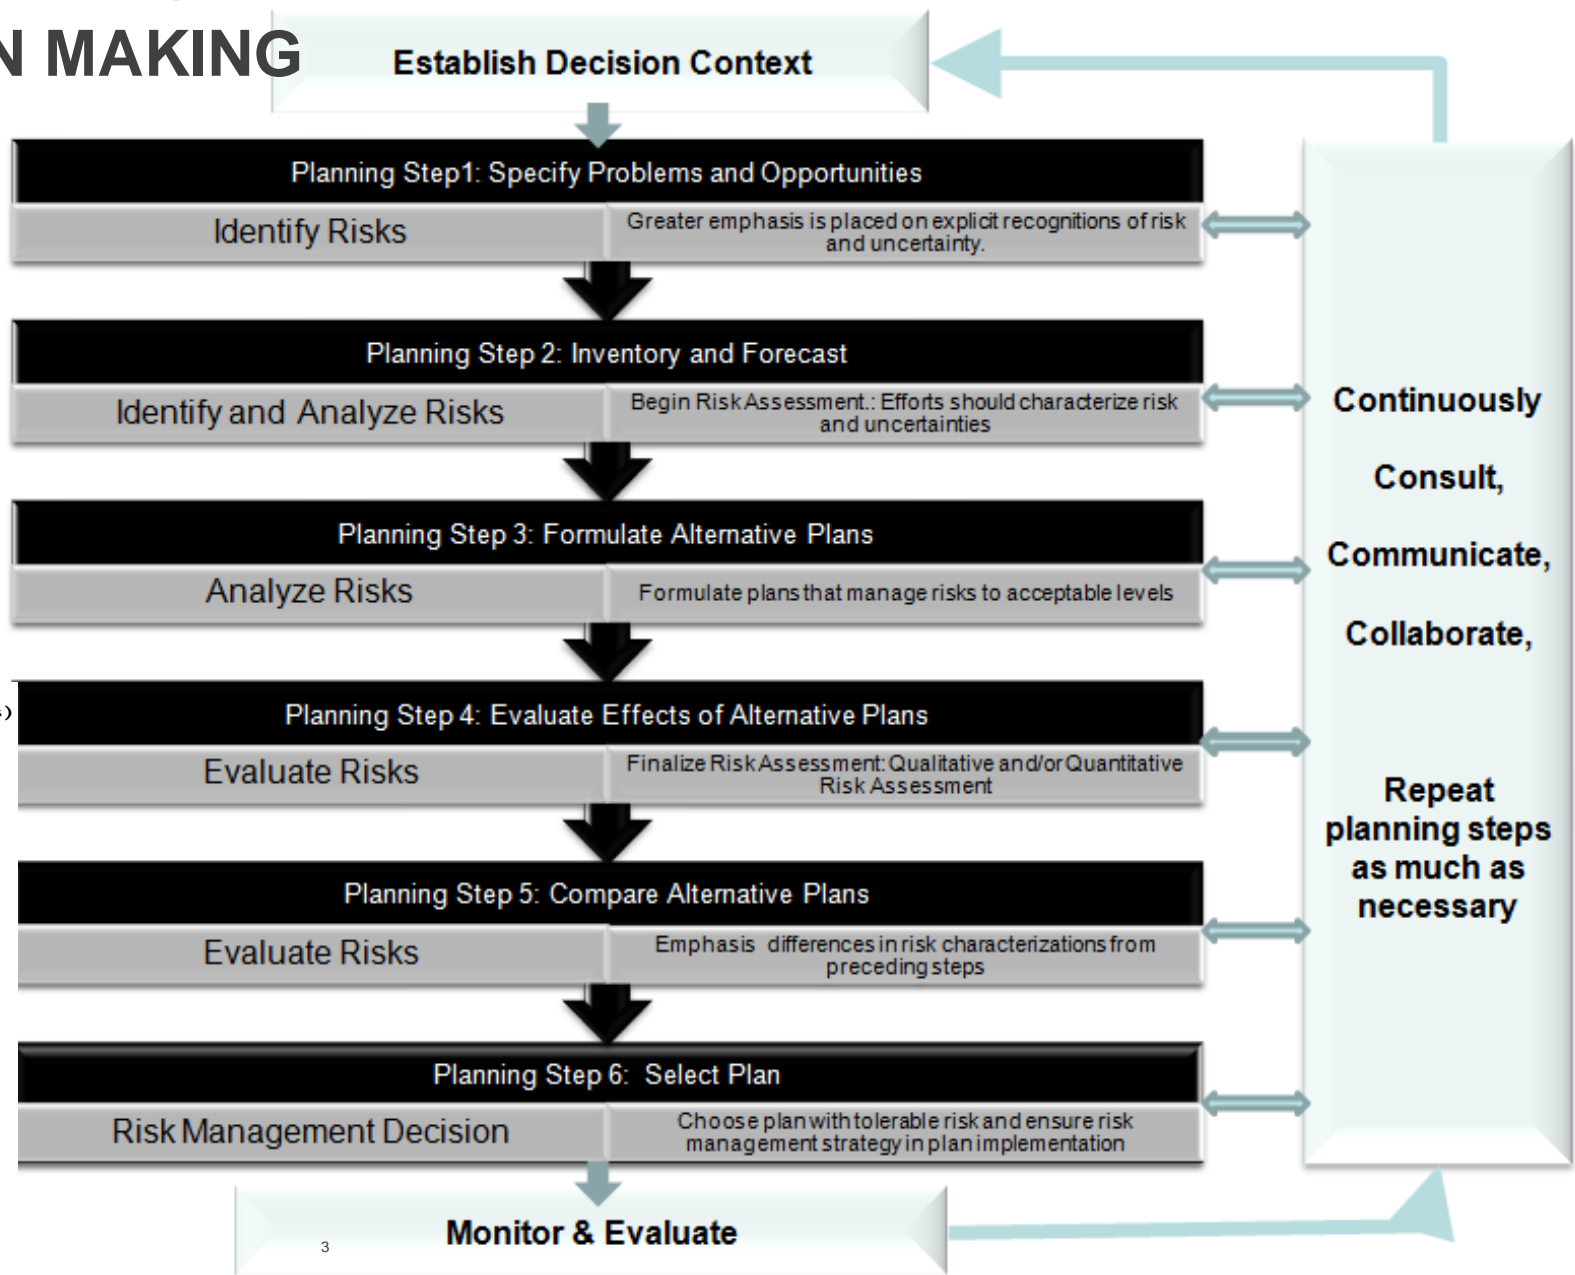 N MAKING
Establish Decision Context
Planning Step1: Specify Problems and Opportunities
Identify Risks
Greater emphasis is placed on explicit recognitions of risk
and uncertainty.
Planning Step 2: Inventory and Forecast
Identify and Analyze Risks
Begin Risk Assessment.: Efforts should characterize risk
and uncertainties
Planning Step 3: Formulate Alternative Plans
Analyze Risks
Formulate plans that manage risks to acceptable levels
Planning Step 4: Evaluate Effects of Alternative Plans
Evaluate Risks
Finalize Risk Assessment: Qualitative and/or Quantitative
Risk Assessment
Planning Step 5: Compare Alternative Plans
Evaluate Risks
Emphasis differences in risk characterizations from
preceding steps
Planning Step 6: Select Plan
Risk Management Decision
Choose plan with tolerable risk and ensure risk
management strategy in plan implementation
Monitor & Evaluate
3
Continuously
Consult,
Communicate,
Collaborate,
Repeat
planning steps
as much as
necessary